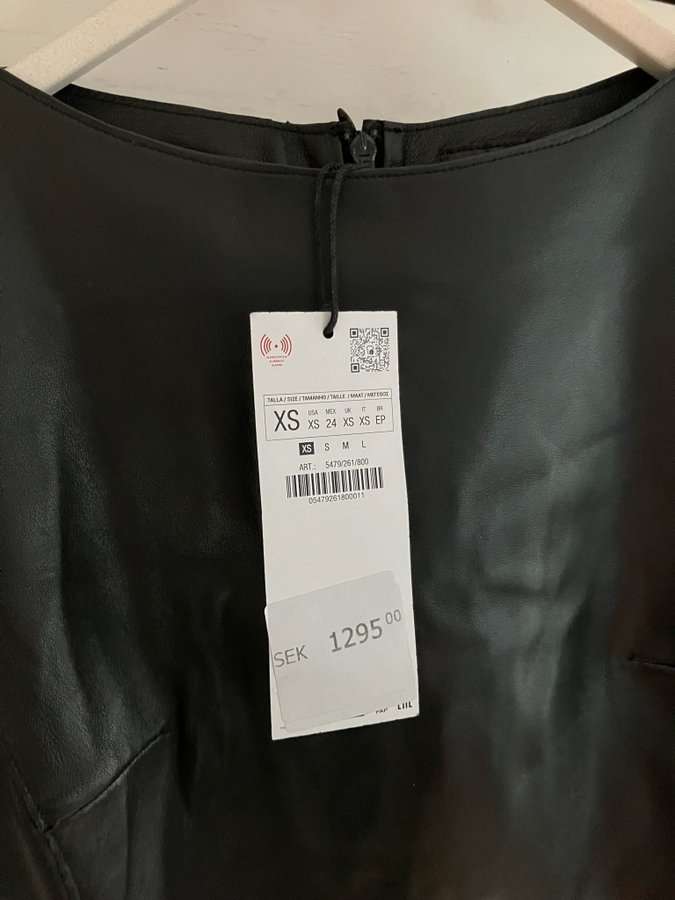 TALLA / SIZE / TAMANHO / TAILLE / MAAT / ΜΕΓΕΘΟΣ
XS USA XS MEX 24 UK XS IT XS BR EP
XS S M L
ART.: 5479/261/800
05479261800011
SEK 1295 00